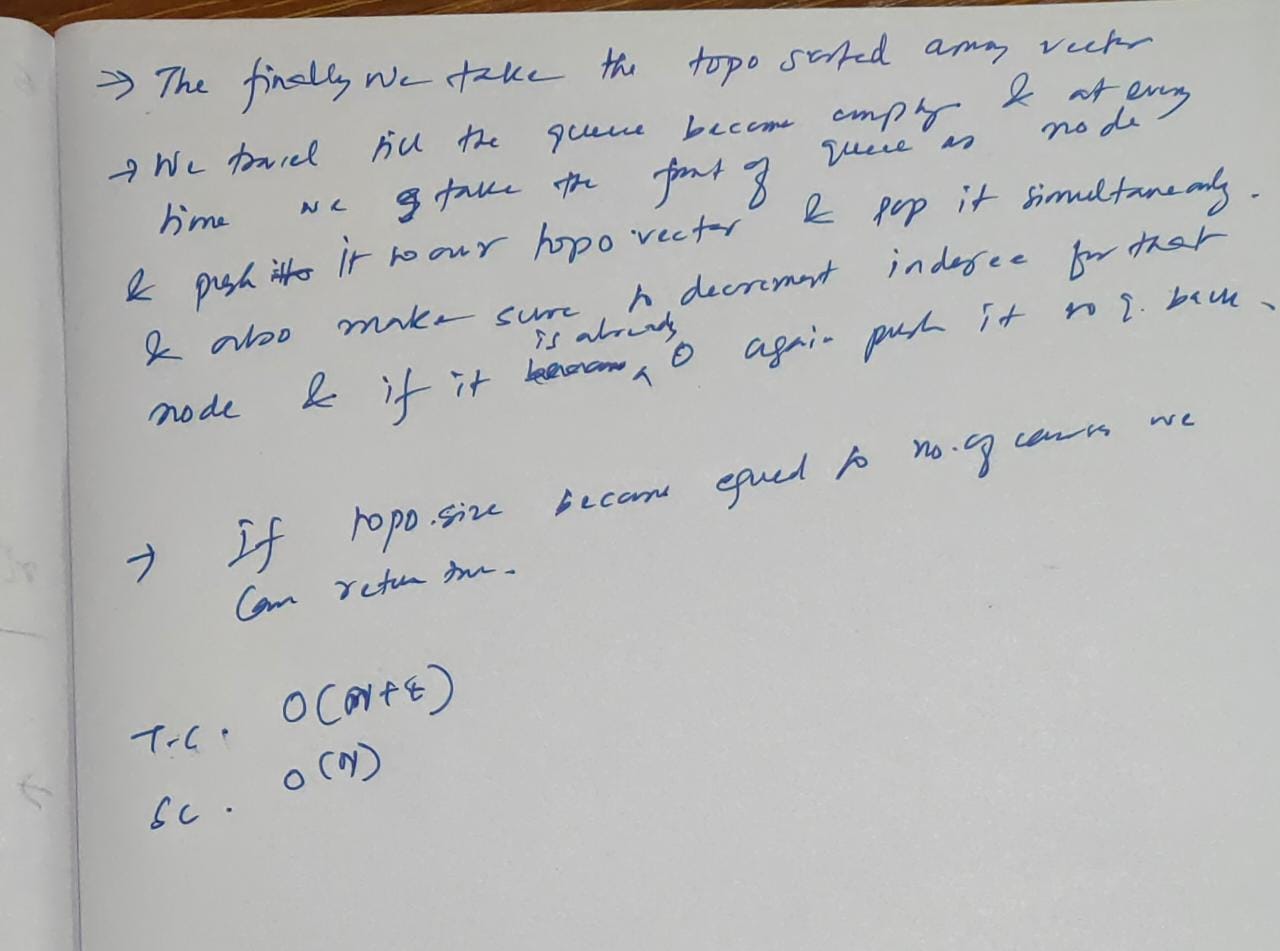 → The finally we take the topo sorted array vector
→ We travel till the queue become empty & at every
time we take the front of queue as node
& push it to our topo vector & pop it simultaneously.
& also make sure to decrement indegree for that
node & if it is already 0 again push it to q. back.
→ If topo.size became equal to no. of courses we
can return true.
T.C. O(N+E)
SC. O(N)